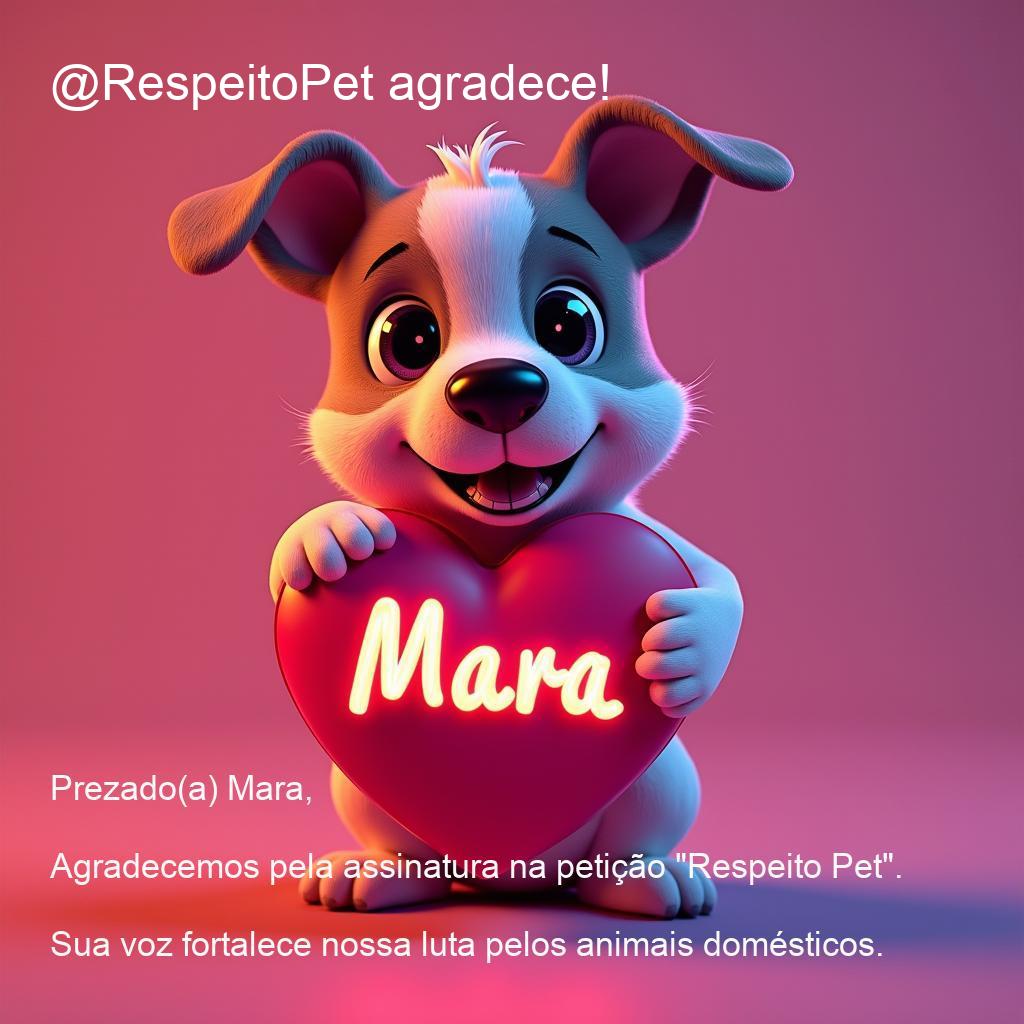 @RespeitoPet agradece!
Mara
Prezado(a) Mara,
Agradecemos pela assinatura na petição "Respeito Pet".
Sua voz fortalece nossa luta pelos animais domésticos.